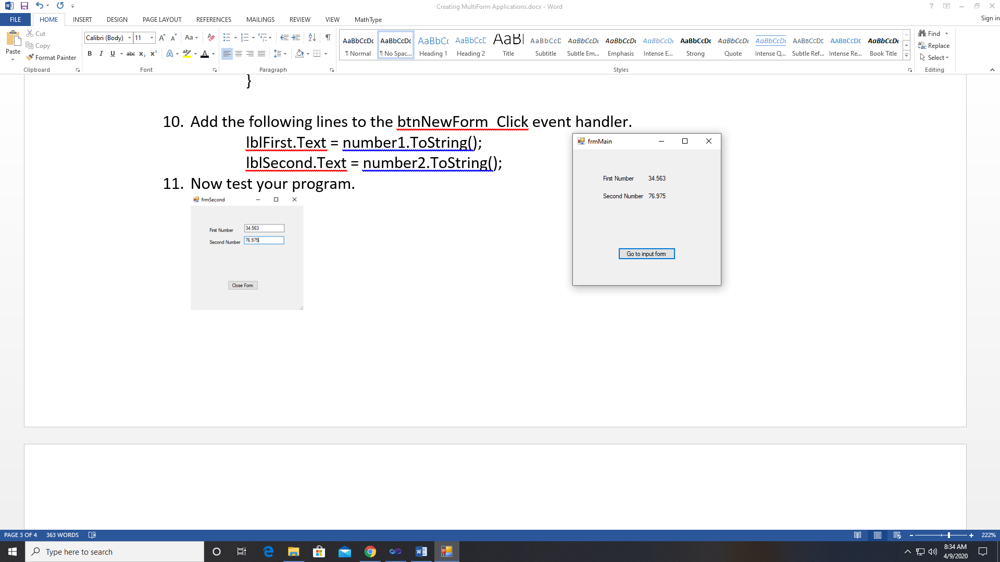 Creating MultiForm Applications.docx - Word
FILE HOME INSERT DESIGN PAGE LAYOUT REFERENCES MAILINGS REVIEW VIEW MathType Sign in
Paste Cut Copy Format Painter Clipboard
Calibri (Body) 11 Font
Paragraph
AaBbCcDc AaBbCcDc AaBbCc AaBbCcD AaBl AaBbCcD AaBbCcDc AaBbCcDc AaBbCcDc AaBbCcDc AaBbCcDc AaBbCcDc AABBCCDE AABBCCDE AaBbCcDc
¶ Normal ¶ No Spac... Heading 1 Heading 2 Title Subtitle Subtle Em... Emphasis Intense E... Strong Quote Intense Q... Subtle Ref... Intense Re... Book Title
Styles
Find Replace Select Editing
}
10. Add the following lines to the btnNewForm_Click event handler.
lblFirst.Text = number1.ToString();
lblSecond.Text = number2.ToString();
11. Now test your program.
frmSecond
First Number 34.563
Second Number 76.975
Close Form
frmMain
First Number 34.563
Second Number 76.975
Go to input form
PAGE 3 OF 4 363 WORDS 222%
Type here to search
8:34 AM
4/9/2020